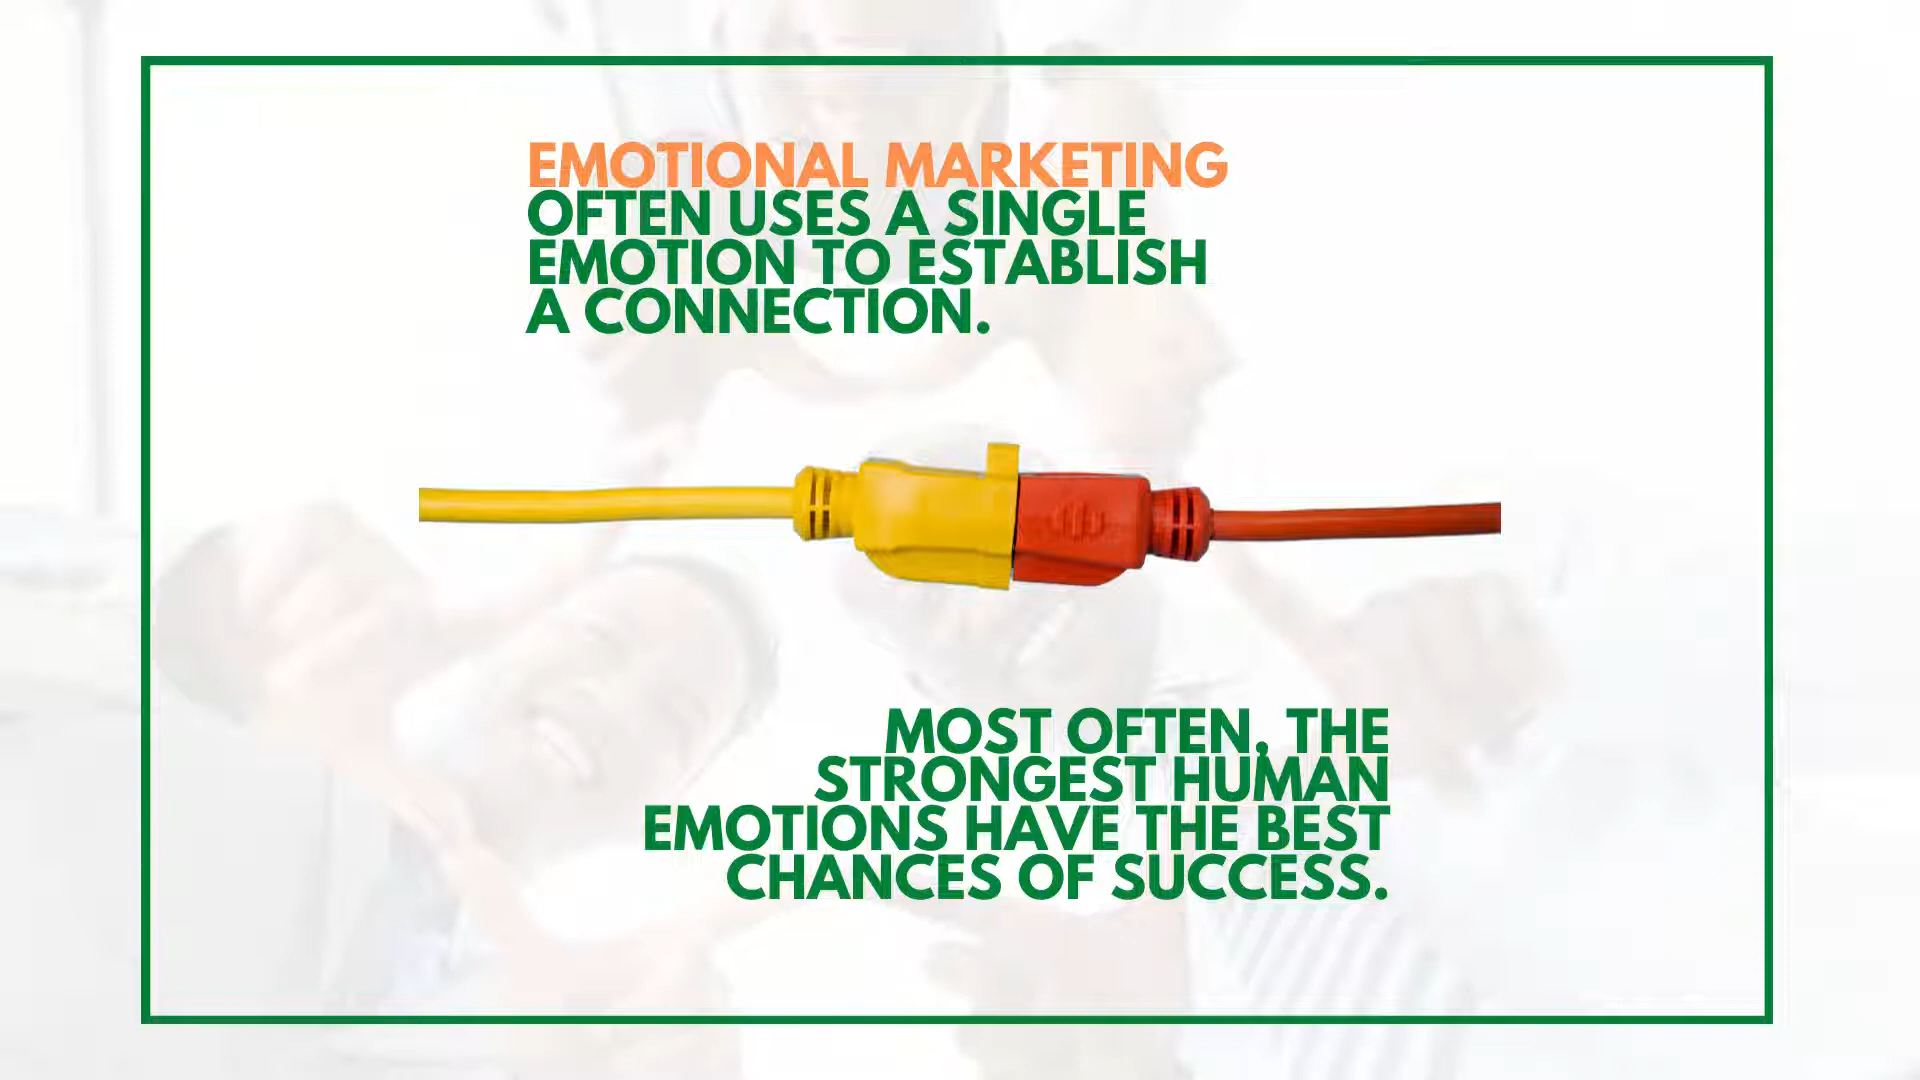 EMOTIONAL MARKETING
OFTEN USES A SINGLE
EMOTION TO ESTABLISH
A CONNECTION.
MOST OFTEN, THE
STRONGEST HUMAN
EMOTIONS HAVE THE BEST
CHANCES OF SUCCESS.